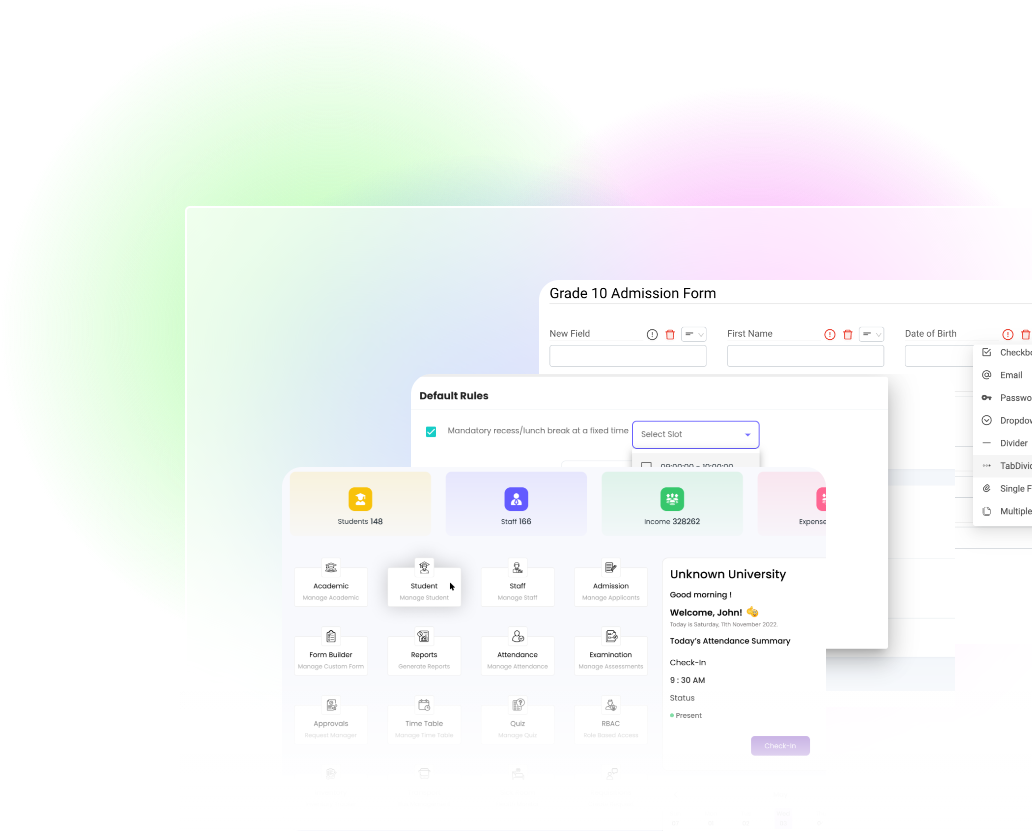 Grade 10 Admission Form
New Field First Name Date of Birth
Checkbo
@ Email
Passwo
Dropdow
Divider
TabDivid
Single F
Multiple
Default Rules
Mandatory recess/lunch break at a fixed time Select Slot
09:00:00 - 10:00:00
Students 148 Staff 166 Income 328262 Expense
Academic Student Staff Admission
Manage Academic Manage Student Manage Staff Manage Applicants
Form Builder Reports Attendance Examination
Manage Custom Form Generate Reports Manage Attendance Manage Assessments
Approvals Time Table Quiz RBAC
Request Manager Manage Time Table Manage Quiz Role Based Access
Unknown University
Good morning !
Welcome, John!
Today is Saturday, 11th November 2022.
Today's Attendance Summary
Check-In
9 : 30 AM
Status
Present
Check-in